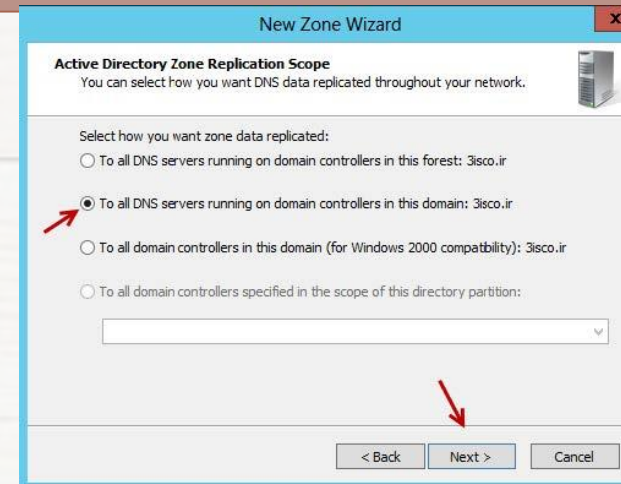 New Zone Wizard
x
Active Directory Zone Replication Scope
You can select how you want DNS data replicated throughout your network.
Select how you want zone data replicated:
To all DNS servers running on domain controllers in this forest: 3isco.ir
To all DNS servers running on domain controllers in this domain: 3isco.ir
To all domain controllers in this domain (for Windows 2000 compatibility): 3isco.ir
To all domain controllers specified in the scope of this directory partition:
< Back Next > Cancel